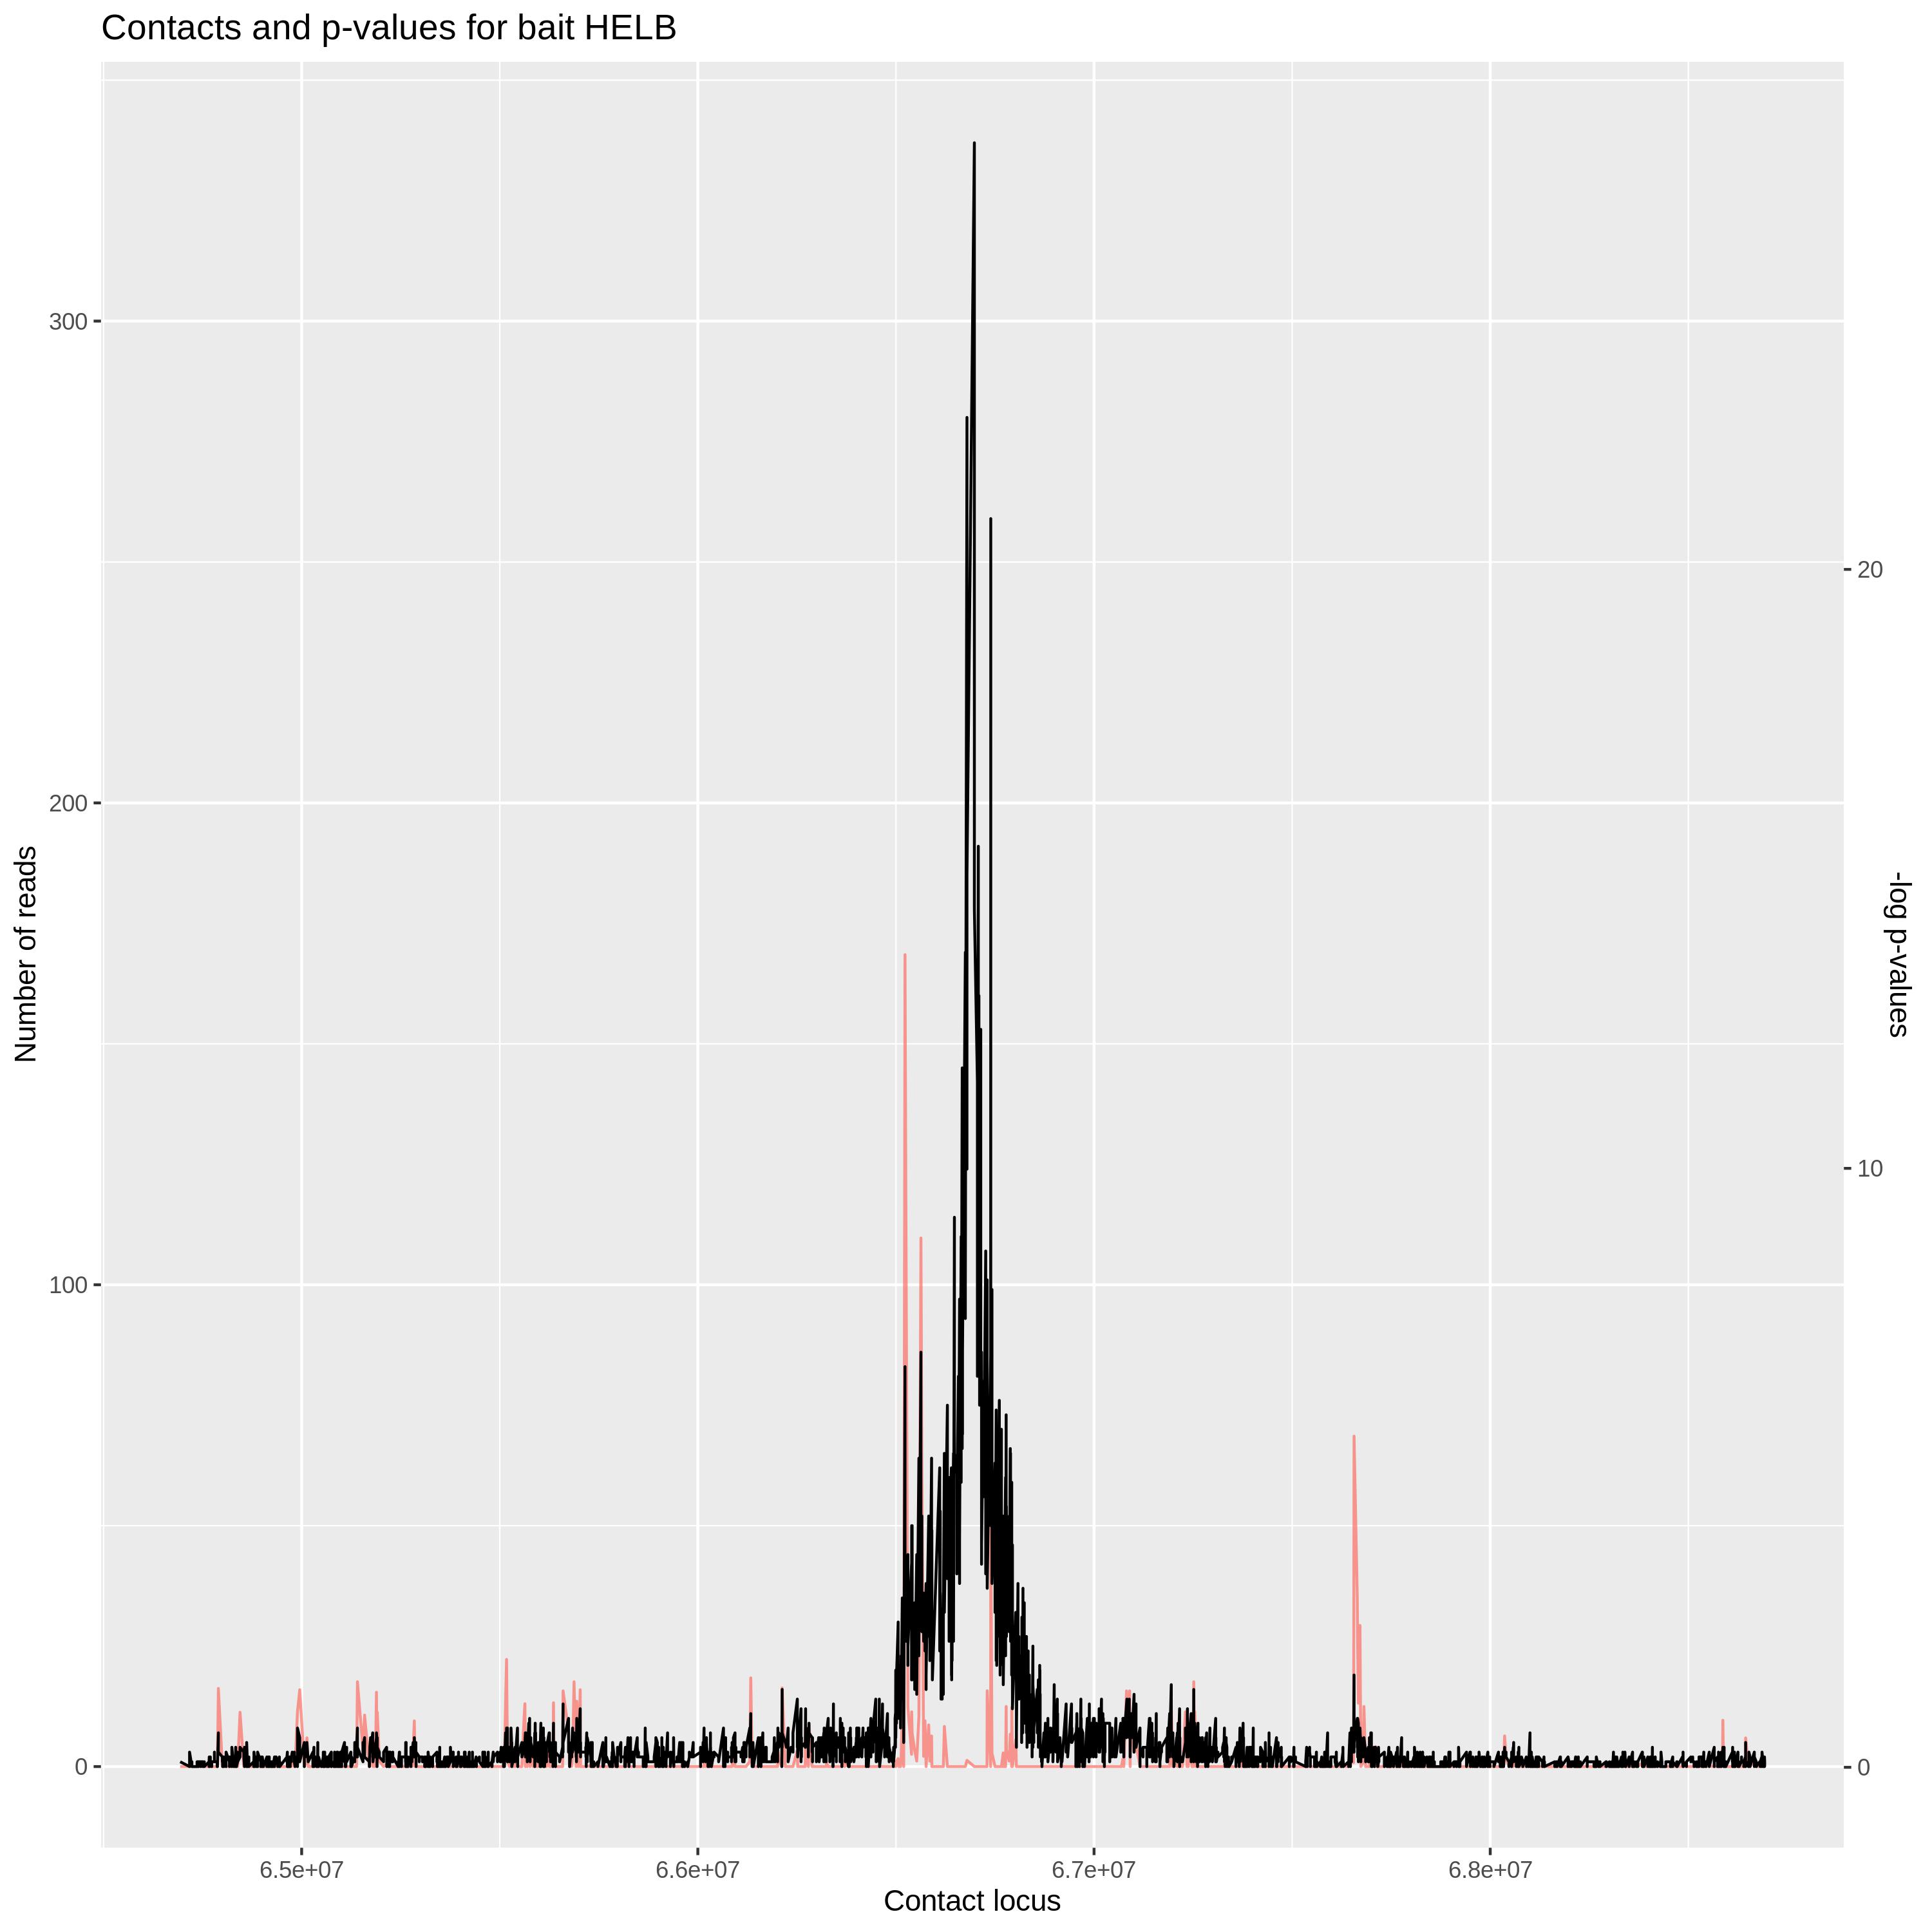 Contacts and p-values for bait HELB
Number of reads
300
200
100
0
20
10
0
-log p-values
6.5e+07
6.6e+07
6.7e+07
6.8e+07
Contact locus